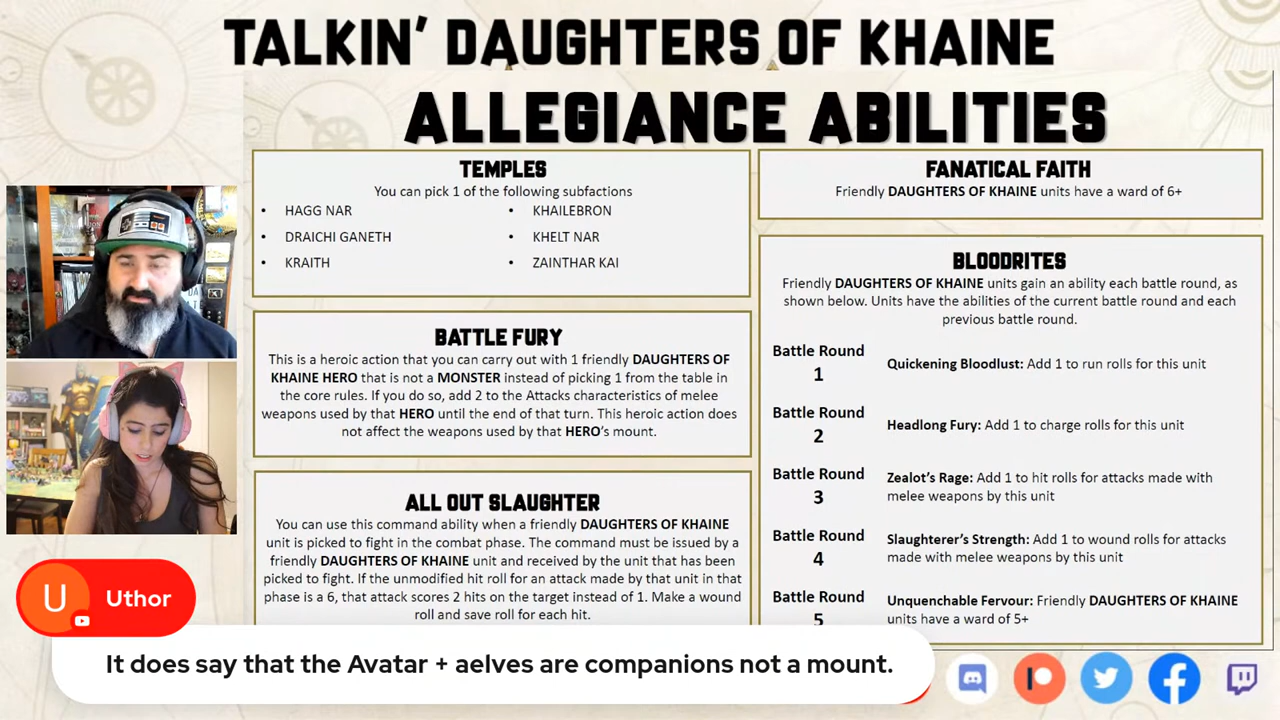 TALKIN' DAUGHTERS OF KHAINE
ALLEGIANCE ABILITIES
TEMPLES
You can pick 1 of the following subfactions
• HAGG NAR
• DRAICHI GANETH
• KRAITH
• KHAILEBRON
• KHELT NAR
• ZAINTHAR KAI
BATTLE FURY
This is a heroic action that you can carry out with 1 friendly DAUGHTERS OF
KHAINE HERO that is not a MONSTER instead of picking 1 from the table in
the core rules. If you do so, add 2 to the Attacks characteristics of melee
weapons used by that HERO until the end of that turn. This heroic action does
not affect the weapons used by that HERO's mount.
ALL OUT SLAUGHTER
You can use this command ability when a friendly DAUGHTERS OF KHAINE
unit is picked to fight in the combat phase. The command must be issued by a
friendly DAUGHTERS OF KHAINE unit and received by the unit that has been
picked to fight. If the unmodified hit roll for an attack made by that unit in that
phase is a 6, that attack scores 2 hits on the target instead of 1. Make a wound
roll and save roll for each hit.
FANATICAL FAITH
Friendly DAUGHTERS OF KHAINE units have a ward of 6+
BLOODRITES
Friendly DAUGHTERS OF KHAINE units gain an ability each battle round, as
shown below. Units have the abilities of the current battle round and each
previous battle round.
Battle Round
1
Quickening Bloodlust: Add 1 to run rolls for this unit
Battle Round
2
Headlong Fury: Add 1 to charge rolls for this unit
Battle Round
3
Zealot's Rage: Add 1 to hit rolls for attacks made with
melee weapons by this unit
Battle Round
4
Slaughterer's Strength: Add 1 to wound rolls for attacks
made with melee weapons by this unit
Battle Round
5
Unquenchable Fervour: Friendly DAUGHTERS OF KHAINE
units have a ward of 5+
U
Uthor
It does say that the Avatar + aelves are companions not a mount.